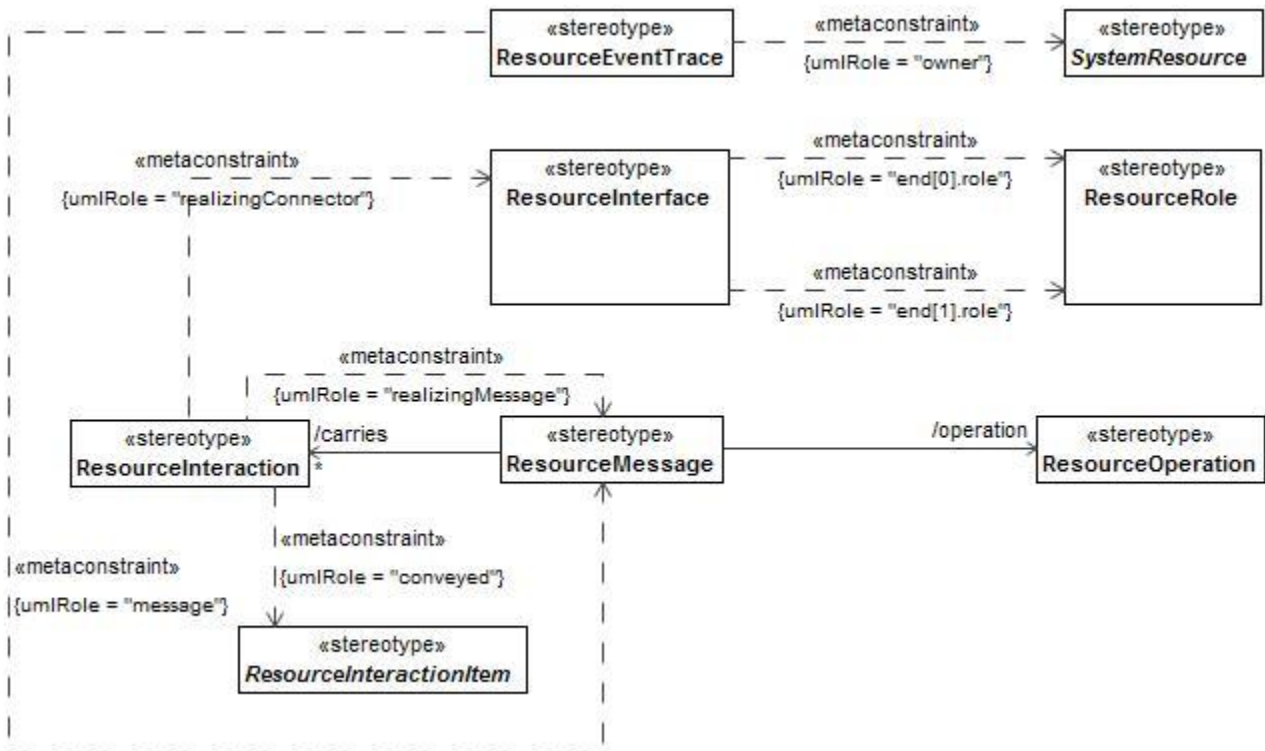 «stereotype»
ResourceEventTrace
«metaconstraint»
{umlRole = "owner"}
«stereotype»
SystemResource
«metaconstraint»
{umlRole = "realizingConnector"}
«stereotype»
ResourceInterface
«metaconstraint»
{umlRole = "end[0].role"}
«stereotype»
ResourceRole
«metaconstraint»
{umlRole = "end[1].role"}
«metaconstraint»
{umlRole = "realizingMessage"}
«stereotype»
ResourceInteraction
/carries
*
«stereotype»
ResourceMessage
/operation
«stereotype»
ResourceOperation
«metaconstraint»
{umlRole = "conveyed"}
«metaconstraint»
{umlRole = "message"}
«stereotype»
ResourceInteractionItem